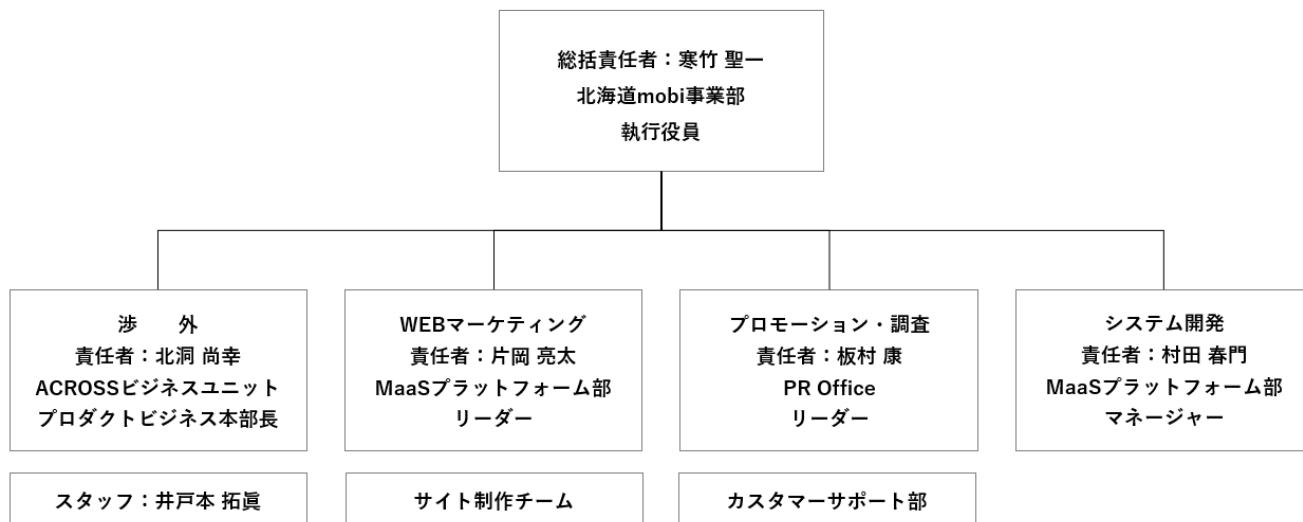 総括責任者：寒竹 聖一
北海道mobi事業部
執行役員
渉　　外
責任者：北洞 尚幸
ACROSSビジネスユニット
プロダクトビジネス本部長
WEBマーケティング
責任者：片岡 亮太
MaaSプラットフォーム部
リーダー
プロモーション・調査
責任者：板村 康
PR Office
リーダー
システム開発
責任者：村田 春門
MaaSプラットフォーム部
マネージャー
スタッフ：井戸本 拓眞
サイト制作チーム
カスタマーサポート部